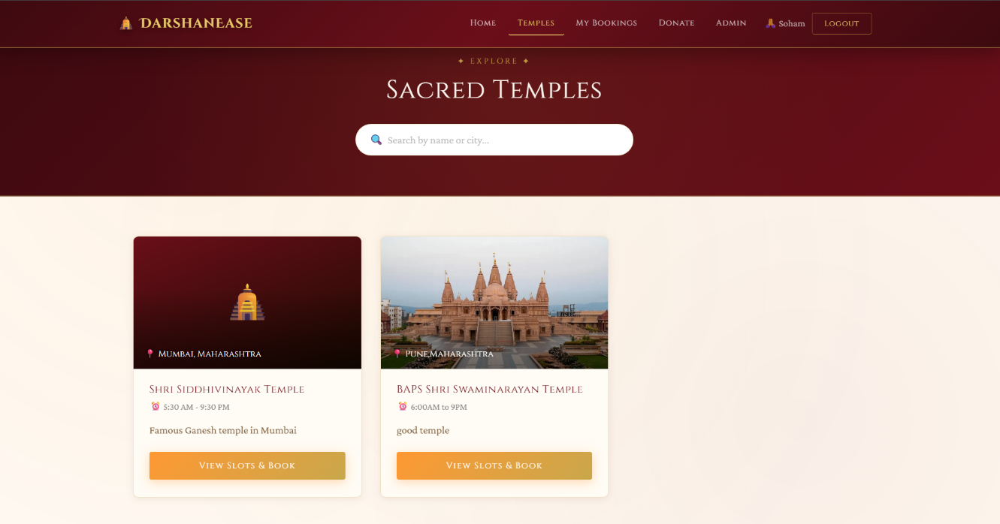 DarshanEase
Home
Temples
My Bookings
Donate
Admin
Soham
Logout
✦ EXPLORE ✦
Sacred Temples
Search by name or city...
Mumbai, Maharashtra
Pune,Maharashtra
Shri Siddhivinayak Temple
5:30 AM - 9:30 PM
Famous Ganesh temple in Mumbai
View Slots & Book
BAPS Shri Swaminarayan Temple
6:00AM to 9PM
good temple
View Slots & Book